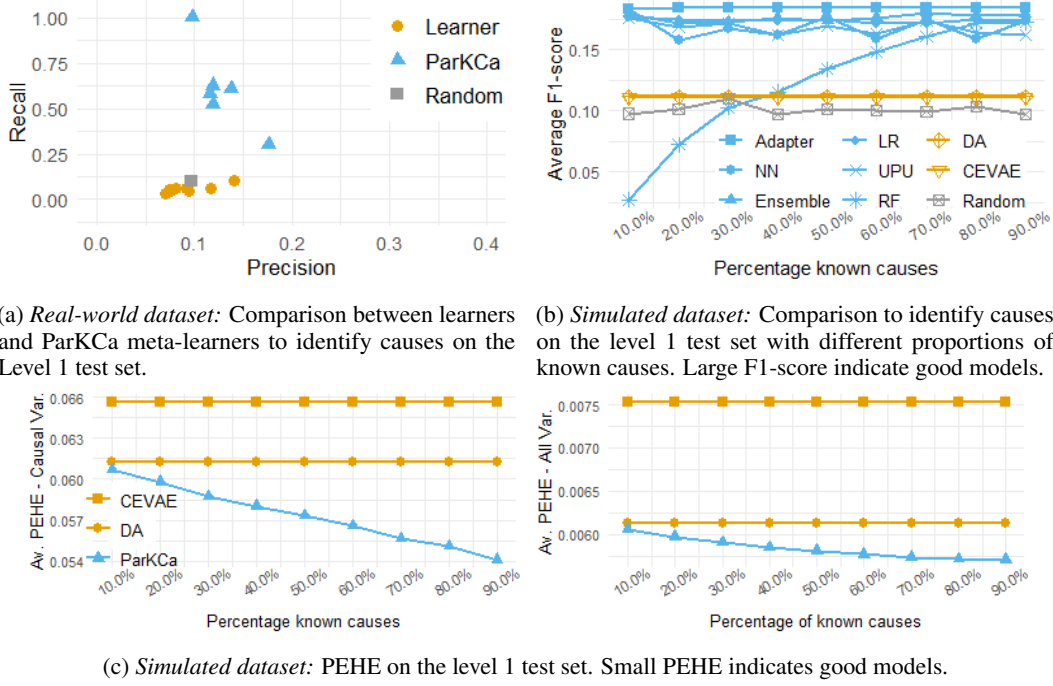 Recall
1.00
0.75
0.50
0.25
0.00
0.0 0.1 0.2 0.3 0.4
Precision
Learner
ParKCa
Random
Average F1-score
0.15
0.10
0.05
Adapter LR DA
NN UPU CEVAE
Ensemble RF Random
10.0% 20.0% 30.0% 40.0% 50.0% 60.0% 70.0% 80.0% 90.0%
Percentage known causes
(a) Real-world dataset: Comparison between learners
and ParKCa meta-learners to identify causes on the
Level 1 test set.
(b) Simulated dataset: Comparison to identify causes
on the level 1 test set with different proportions of
known causes. Large F1-score indicate good models.
Av. PEHE - Causal Var.
0.066
0.063
0.060
0.057
0.054
CEVAE
DA
ParKCa
10.0% 20.0% 30.0% 40.0% 50.0% 60.0% 70.0% 80.0% 90.0%
Percentage known causes
Av. PEHE - All Var.
0.0075
0.0070
0.0065
0.0060
10.0% 20.0% 30.0% 40.0% 50.0% 60.0% 70.0% 80.0% 90.0%
Percentage of known causes
(c) Simulated dataset: PEHE on the level 1 test set. Small PEHE indicates good models.